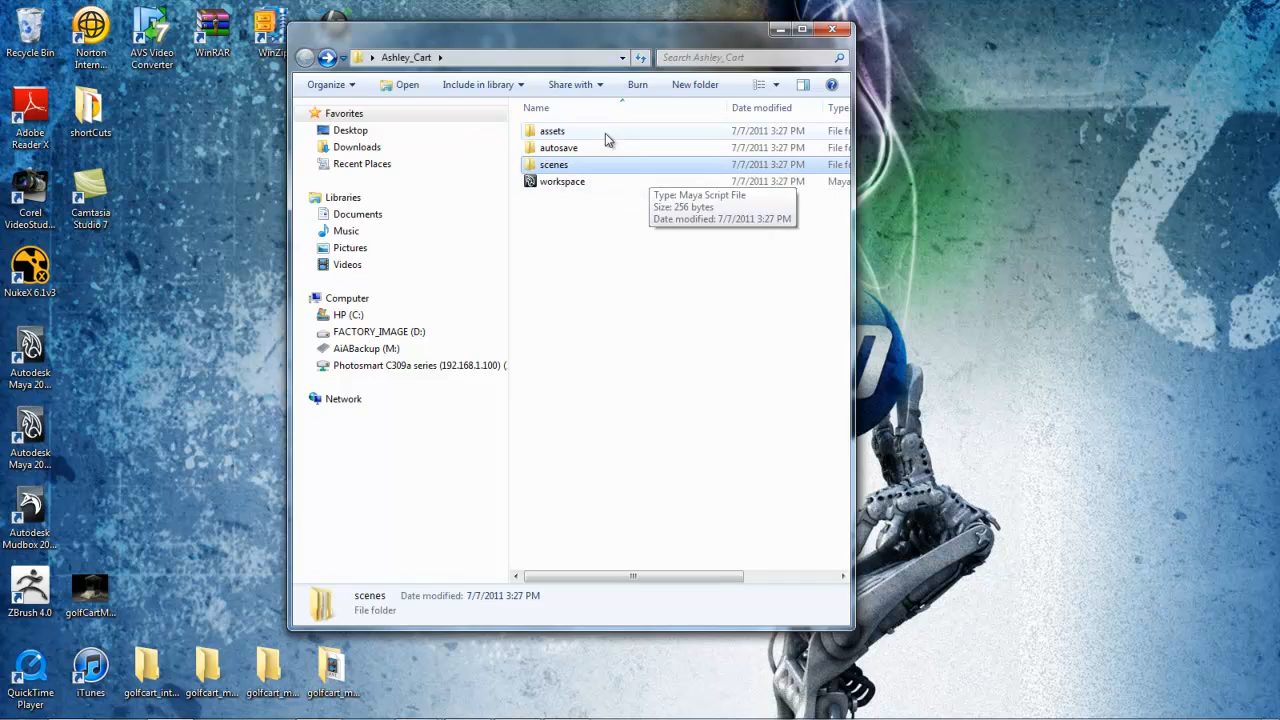 Recycle Bin
Norton Intern...
AVS Video Converter
WinRAR
WinZip
Adobe Reader X
shortCuts
Corel VideoStud...
Camtasia Studio 7
NukeX 6.1v3
Autodesk Maya 20...
Autodesk Maya 20...
Autodesk Mudbox 20...
ZBrush 4.0
golfCartM...
QuickTime Player
iTunes
golfcart_int...
golfcart_m...
golfcart_m...
golfcart_m...
Ashley_Cart
Search Ashley_Cart
Organize
Open
Include in library
Share with
Burn
New folder
Favorites
Desktop
Downloads
Recent Places
Libraries
Documents
Music
Pictures
Videos
Computer
HP (C:)
FACTORY_IMAGE (D:)
AiABackup (M:)
Photosmart C309a series (192.168.1.100) (
Network
Name Date modified Type
assets 7/7/2011 3:27 PM File fo
autosave 7/7/2011 3:27 PM File fo
scenes 7/7/2011 3:27 PM File fo
workspace 7/7/2011 3:27 PM Maya
Type: Maya Script File
Size: 256 bytes
Date modified: 7/7/2011 3:27 PM
scenes Date modified: 7/7/2011 3:27 PM
File folder